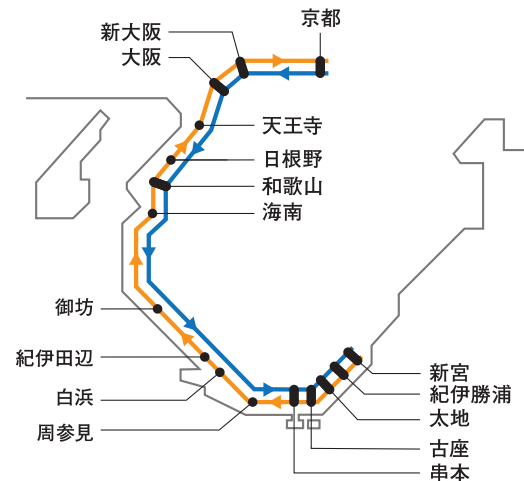 京都
新大阪
大阪
天王寺
日根野
和歌山
海南
御坊
紀伊田辺
白浜
周参見
新宮
紀伊勝浦
太地
古座
串本